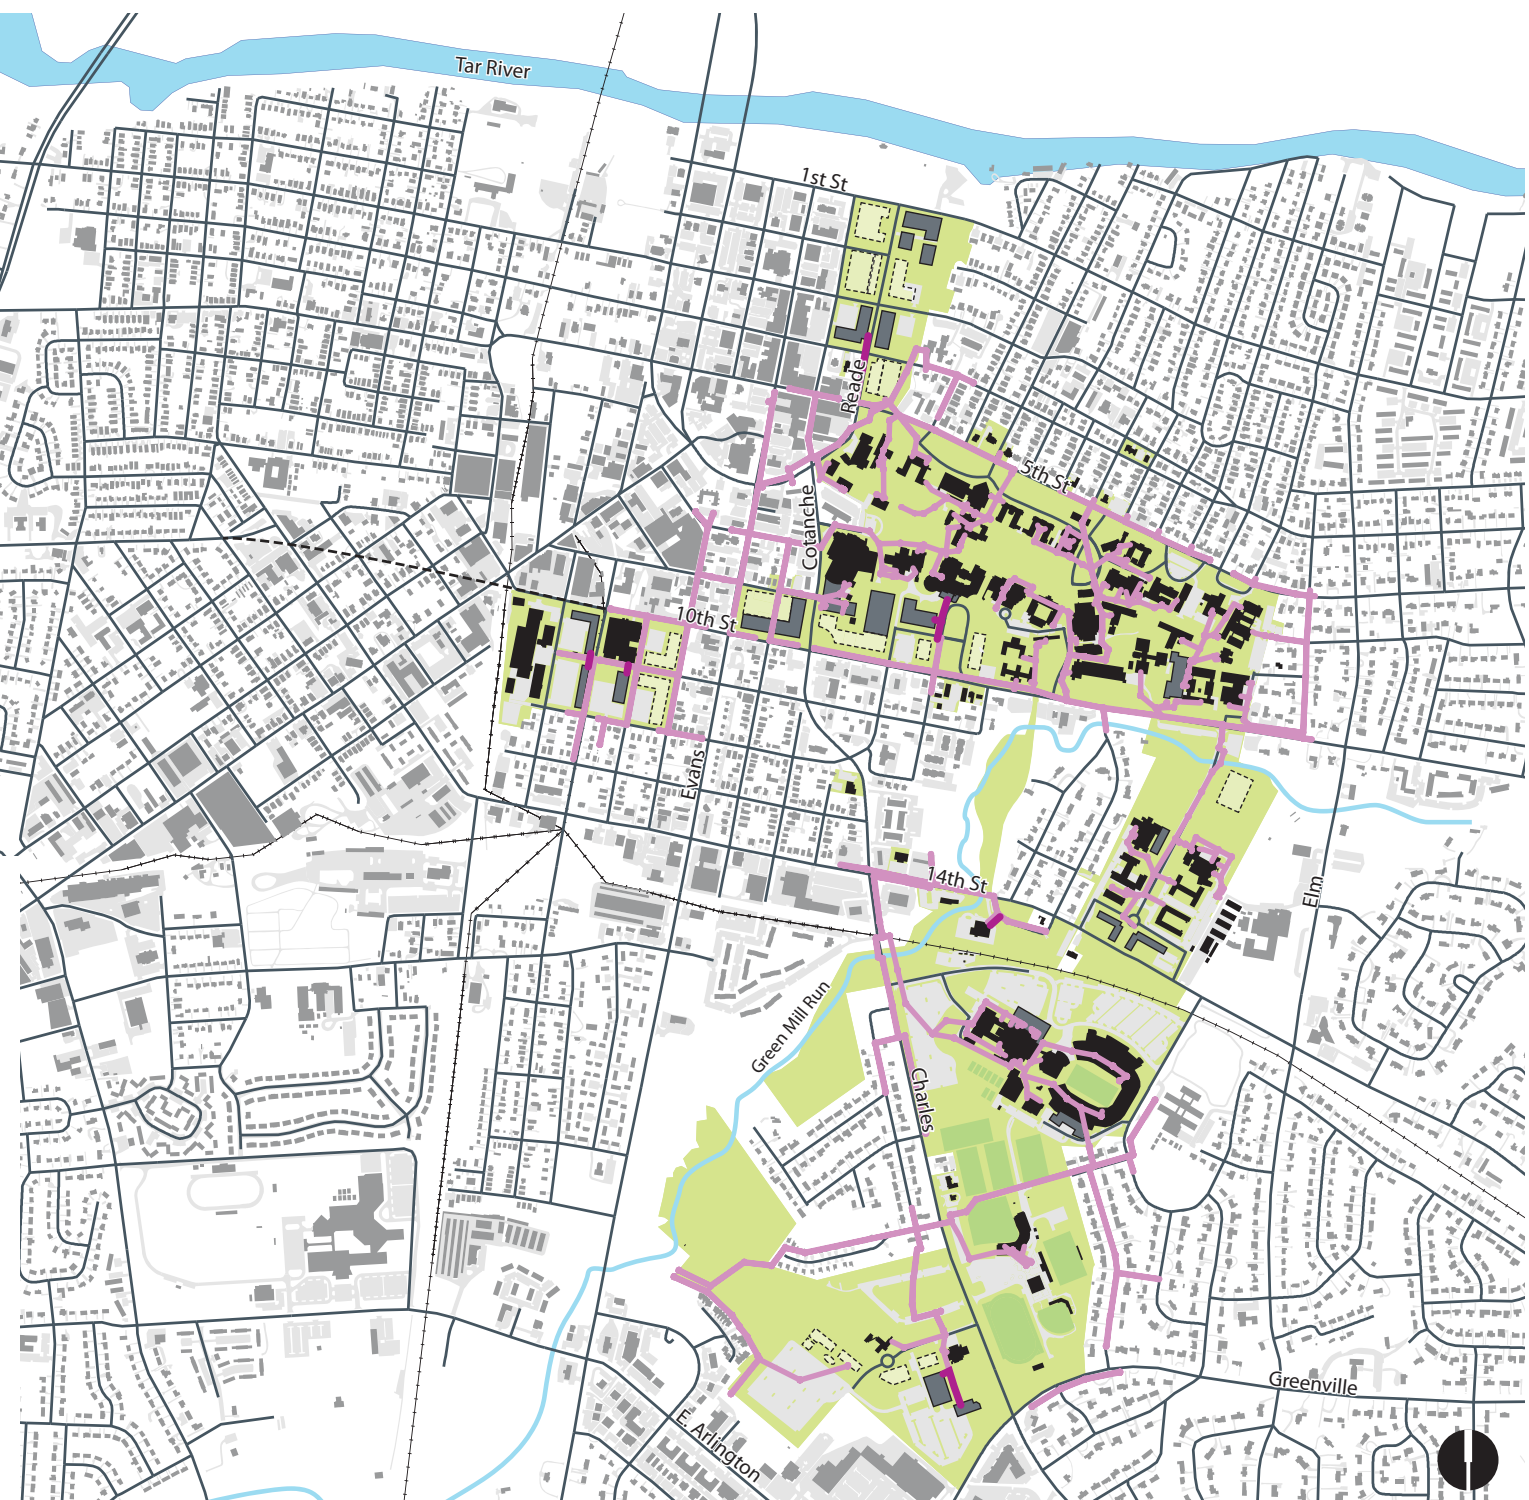 Tar River
1st St
Reade
5th St
Cotanche
10th St
Evans
14th St
Elm
Green Mill Run
Charles
Greenville
E. Arlington